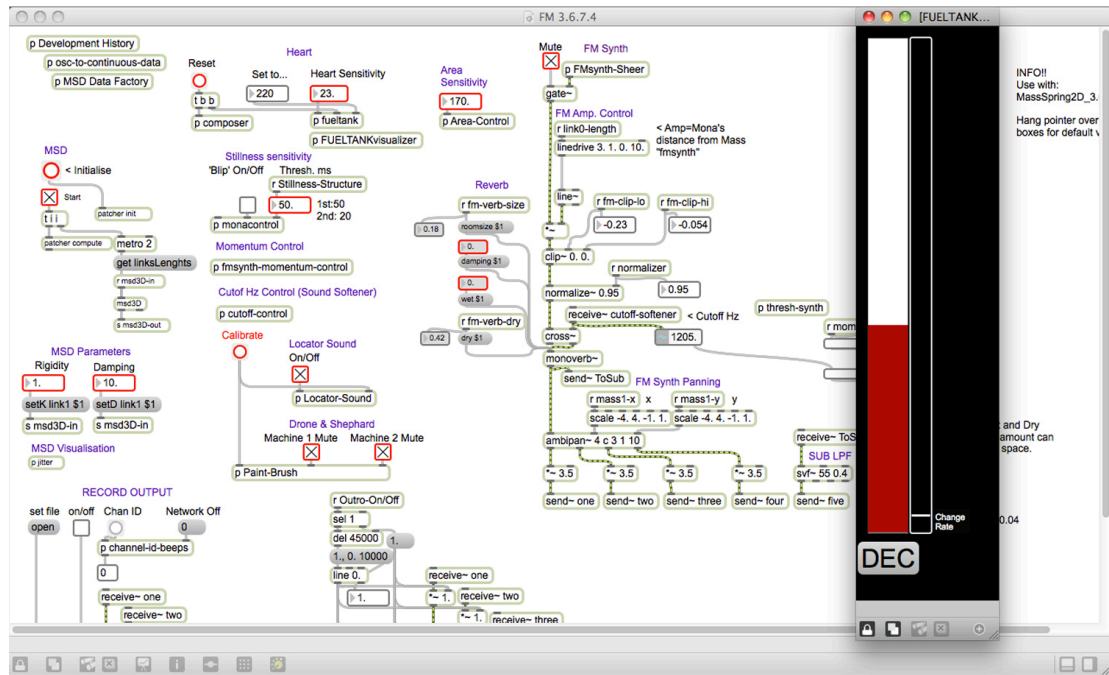 FM 3.6.7.4
[FUELTANK...
p Development History
p osc-to-continuous-data
p MSD Data Factory
Heart
Reset
Set to...
Heart Sensitivity
220
23.
t b b
p composer
p fueltank
p FUELTANKvisualizer
Area
Sensitivity
170.
p Area-Control
Mute
FM Synth
p FMsynth-Sheer
gate~
FM Amp. Control
r link0-length
linedrive 3. 1. 0. 10.
< Amp=Mona's
distance from Mass
"fmsynth"
line~
*~
r fm-clip-lo
r fm-clip-hi
-0.23
-0.054
clip~ 0. 0.
r normalizer
normalize~ 0.95
0.95
receive~ cutoff-softener
< Cutoff Hz
1205.
cross~
monoverb~
send~ ToSub
p thresh-synth
r mom
INFO!!
Use with:
MassSpring2D_3.
Hang pointer over
boxes for default v
MSD
< Initialise
Start
patcher init
t i i
patcher compute
metro 2
get linksLenghts
r msd3D-in
msd3D
s msd3D-out
Stillness sensitivity
'Blip' On/Off
Thresh. ms
r Stillness-Structure
50.
1st:50
2nd: 20
p monacontrol
Momentum Control
p fmsynth-momentum-control
Cutof Hz Control (Sound Softener)
p cutoff-control
Reverb
r fm-verb-size
0.18
roomsize $1
0.
damping $1
0.
wet $1
r fm-verb-dry
0.42
dry $1
Calibrate
Locator Sound
On/Off
p Locator-Sound
Drone & Shephard
Machine 1 Mute
Machine 2 Mute
p Paint-Brush
MSD Parameters
Rigidity
Damping
1.
10.
setK link1 $1
setD link1 $1
s msd3D-in
s msd3D-in
MSD Visualisation
p jitter
FM Synth Panning
r mass1-x
x
r mass1-y
y
scale -4. 4. -1. 1.
scale -4. 4. -1. 1.
ambipan~ 4 c 3 1 10
*~ 3.5
*~ 3.5
*~ 3.5
*~ 3.5
send~ one
send~ two
send~ three
send~ four
receive~ ToS
SUB LPF
svf~ 55 0.4
send~ five
and Dry
amount can
space.
0.04
Change
Rate
DEC
RECORD OUTPUT
set file
on/off
Chan ID
Network Off
open
0
p channel-id-beeps
0
receive~ one
receive~ two
r Outro-On/Off
sel 1
del 45000
1.
1., 0. 10000
line 0.
1.
receive~ one
*~ 1.
receive~ two
*~ 1.
receive~ three